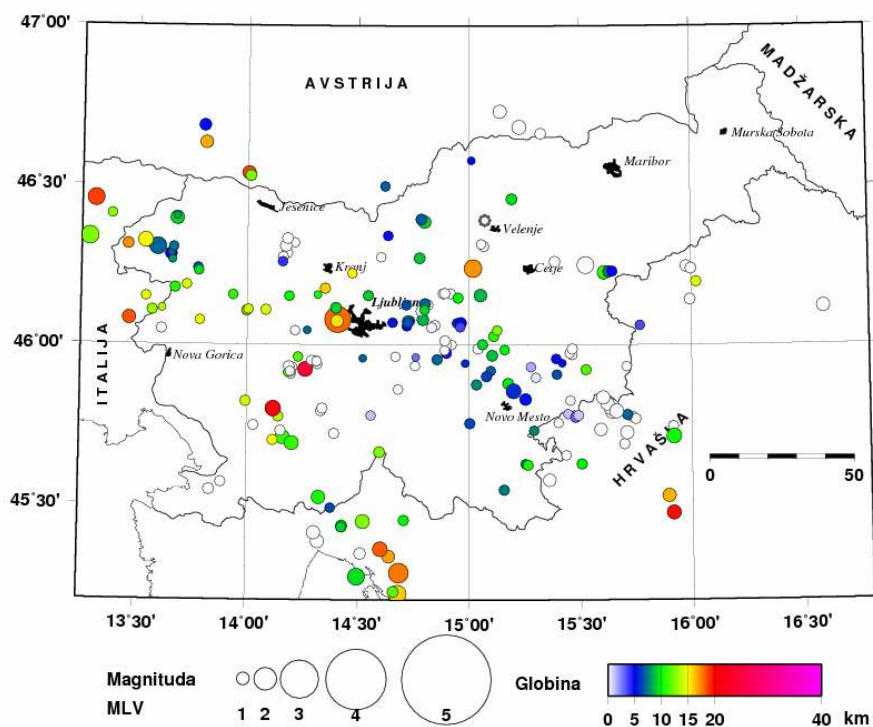 47°00'
AVSTRIJA
MADŽARSKA
Murska Sobota
Maribor
46°30'
Jesenice
Velenje
Kranj
Celje
Ljubljana
46°00'
ITALIJA
Nova Gorica
Novo Mesto
HRVAŠKA
0 50
45°30'
13°30' 14°00' 14°30' 15°00' 15°30' 16°00' 16°30'
Magnituda
MLV
1 2 3 4 5
Globina
km
0 5 10 15 20 40